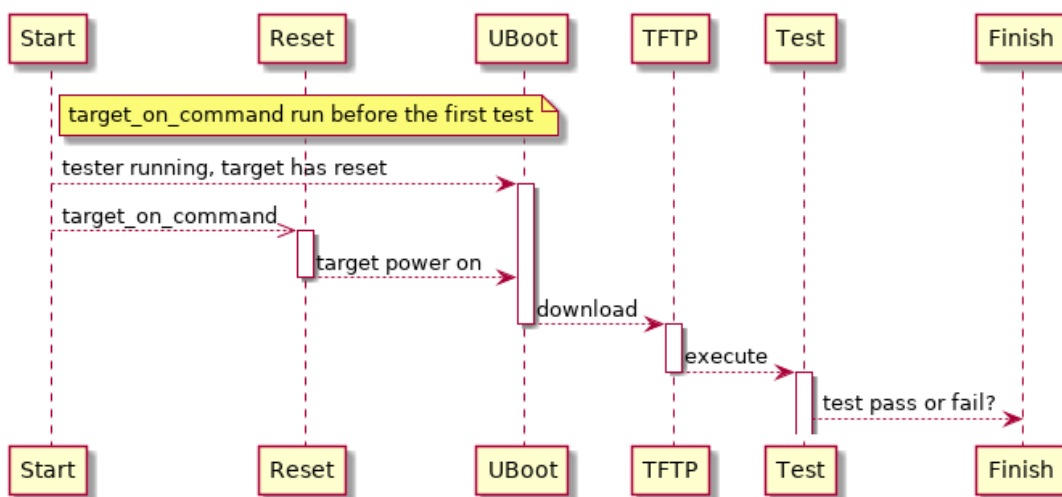 Start Reset UBoot TFTP Test Finish
target_on_command run before the first test
tester running, target has reset
target_on_command
target power on
download
execute
test pass or fail?
Start Reset UBoot TFTP Test Finish